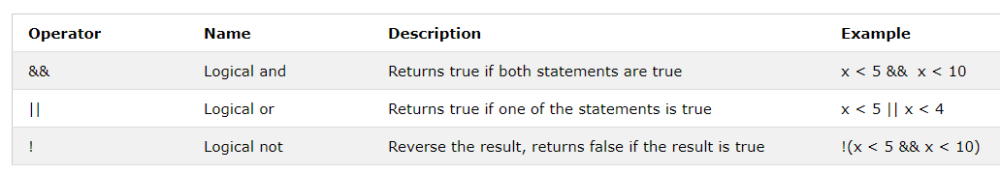 Operator Name Description Example
&& Logical and Returns true if both statements are true x < 5 &&  x < 10
|| Logical or Returns true if one of the statements is true x < 5 || x < 4
! Logical not Reverse the result, returns false if the result is true !(x < 5 && x < 10)